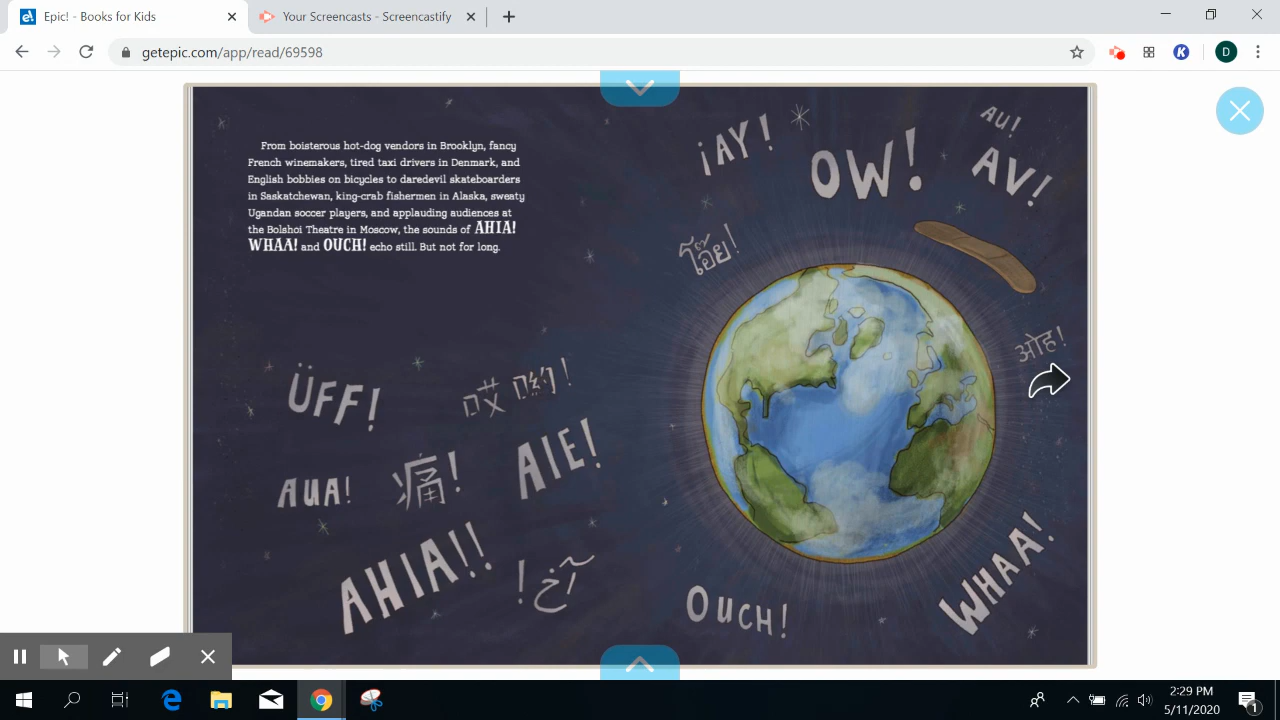 Epic! - Books for Kids
Your Screencasts - Screencastify
getepic.com/app/read/69598
D
From boisterous hot-dog vendors in Brooklyn, fancy
French winemakers, tired taxi drivers in Denmark, and
English bobbies on bicycles to daredevil skateboarders
in Saskatchewan, king-crab fishermen in Alaska, sweaty
Ugandan soccer players, and applauding audiences at
the Bolshoi Theatre in Moscow, the sounds of AHIA!
WHAA! and OUCH! echo still. But not for long.
ÜFF!
哎哟!
AUA!
痛!
AIE!
AHIA!!
آخ!
¡AY!
OW!
AU!
AV!
โอ๊ย!
ओह!
OUCH!
WHAA!
2:29 PM
5/11/2020
1